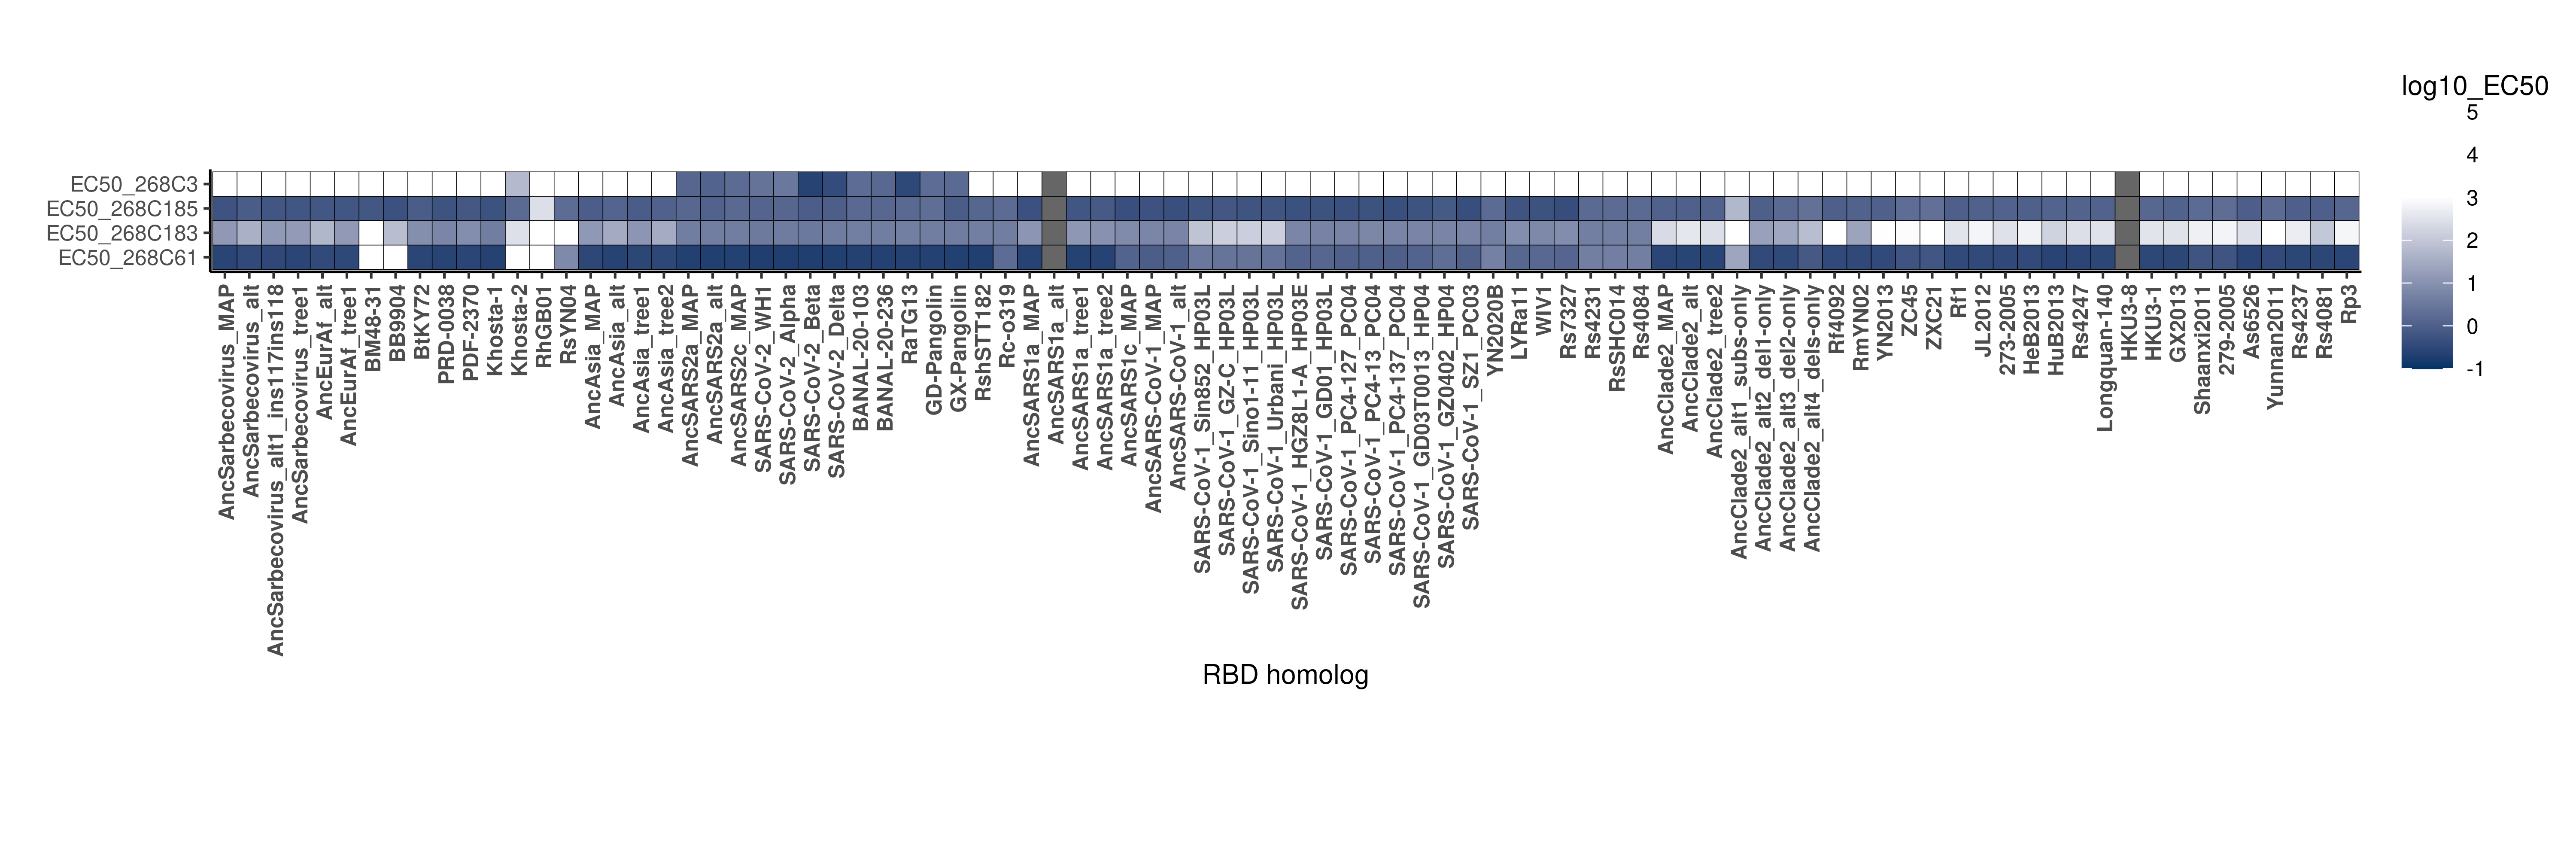 log10_EC50
5
4
3
2
1
0
-1
EC50_268C3
EC50_268C185
EC50_268C183
EC50_268C61
AncSarbecovirus_MAP
AncSarbecovirus_alt
AncSarbecovirus_alt1_ins117ins118
AncSarbecovirus_tree1
AncEurAf_alt
AncEurAf_tree1
BM48-31
BB9904
BtKY72
PRD-0038
PDF-2370
Khosta-1
Khosta-2
RhGB01
RsYN04
AncAsia_MAP
AncAsia_alt
AncAsia_tree1
AncAsia_tree2
AncSARS2a_MAP
AncSARS2a_alt
AncSARS2c_MAP
SARS-CoV-2_WH1
SARS-CoV-2_Alpha
SARS-CoV-2_Beta
SARS-CoV-2_Delta
BANAL-20-103
BANAL-20-236
RaTG13
GD-Pangolin
GX-Pangolin
RshSTT182
Rc-o319
AncSARS1a_MAP
AncSARS1a_alt
AncSARS1a_tree1
AncSARS1a_tree2
AncSARS1c_MAP
AncSARS-CoV-1_MAP
AncSARS-CoV-1_alt
SARS-CoV-1_Sin852_HP03L
SARS-CoV-1_GZ-C_HP03L
SARS-CoV-1_Sino1-11_HP03L
SARS-CoV-1_Urbani_HP03L
SARS-CoV-1_HGZ8L1-A_HP03E
SARS-CoV-1_GD01_HP03L
SARS-CoV-1_PC4-127_PC04
SARS-CoV-1_PC4-13_PC04
SARS-CoV-1_PC4-137_PC04
SARS-CoV-1_GD03T0013_HP04
SARS-CoV-1_GZ0402_HP04
SARS-CoV-1_SZ1_PC03
YN2020B
LYRa11
WIV1
Rs7327
Rs4231
RsSHC014
Rs4084
AncClade2_MAP
AncClade2_alt
AncClade2_tree2
AncClade2_alt1_subs-only
AncClade2_alt2_del1-only
AncClade2_alt3_del2-only
AncClade2_alt4_dels-only
Rf4092
RmYN02
YN2013
ZC45
ZXC21
Rf1
JL2012
273-2005
HeB2013
HuB2013
Rs4247
Longquan-140
HKU3-8
HKU3-1
GX2013
Shaanxi2011
279-2005
As6526
Yunnan2011
Rs4237
Rs4081
Rp3
RBD homolog